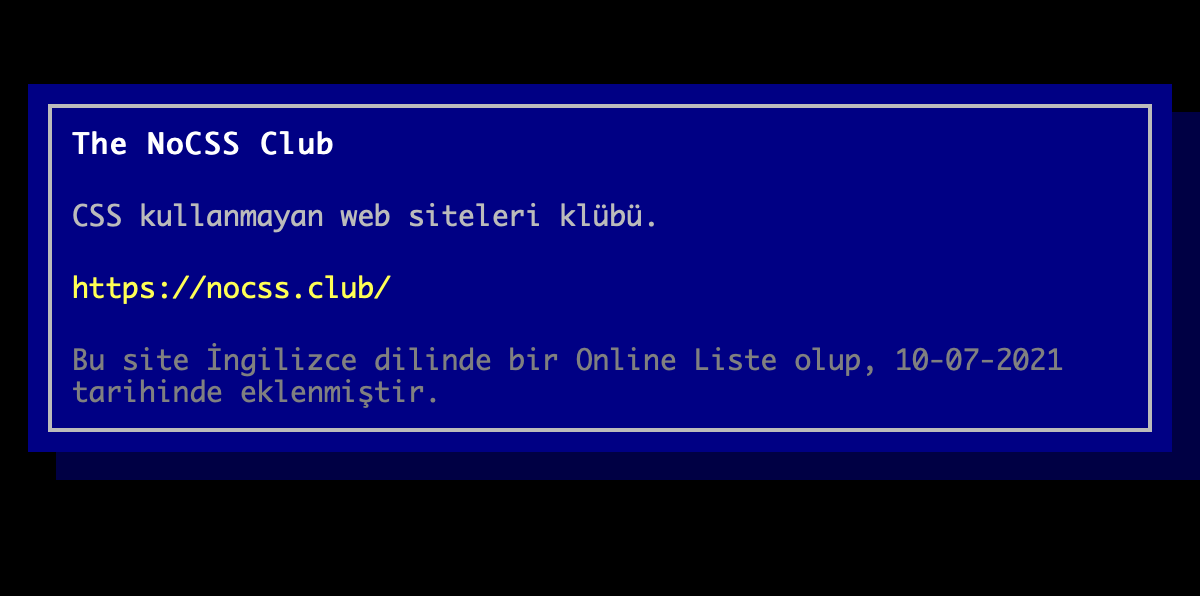 The NoCSS Club
CSS kullanmayan web siteleri klübü.
https://nocss.club/
Bu site İngilizce dilinde bir Online Liste olup, 10-07-2021
tarihinde eklenmiştir.